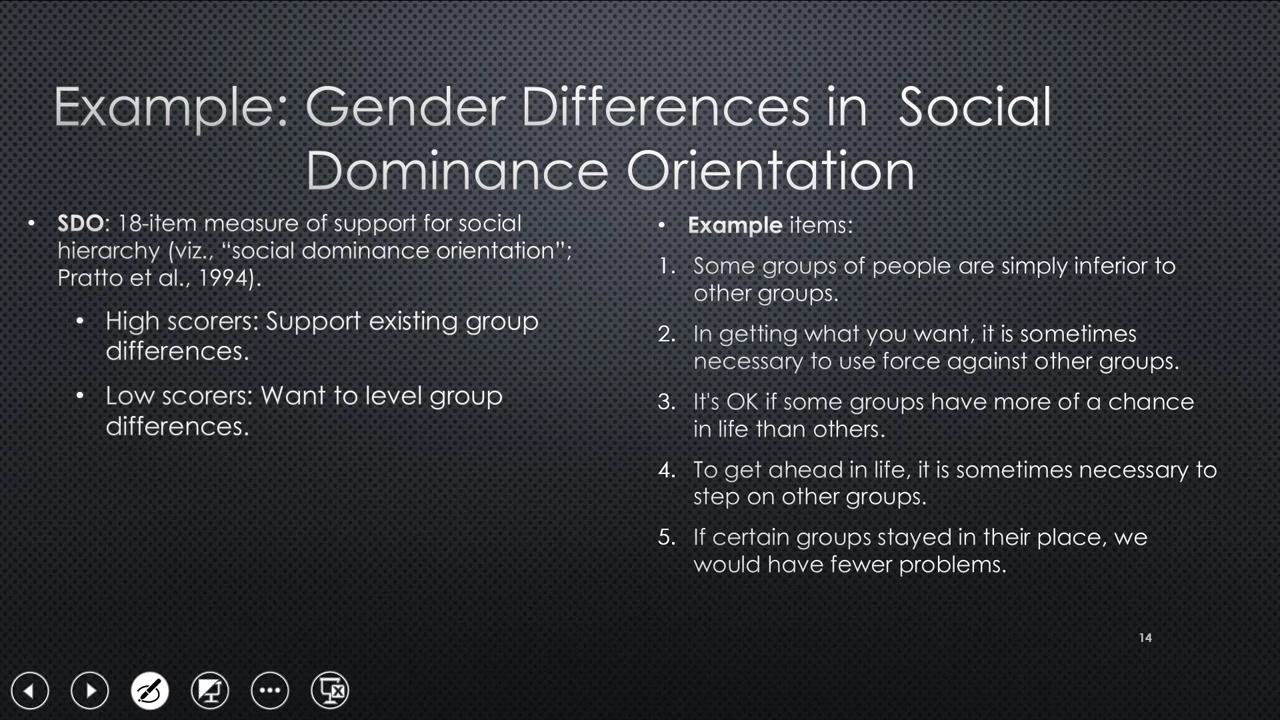 Example: Gender Differences in Social
Dominance Orientation
• SDO: 18-item measure of support for social
hierarchy (viz., “social dominance orientation”;
Pratto et al., 1994).
• High scorers: Support existing group
differences.
• Low scorers: Want to level group
differences.
• Example items:
1. Some groups of people are simply inferior to
other groups.
2. In getting what you want, it is sometimes
necessary to use force against other groups.
3. It's OK if some groups have more of a chance
in life than others.
4. To get ahead in life, it is sometimes necessary to
step on other groups.
5. If certain groups stayed in their place, we
would have fewer problems.
14